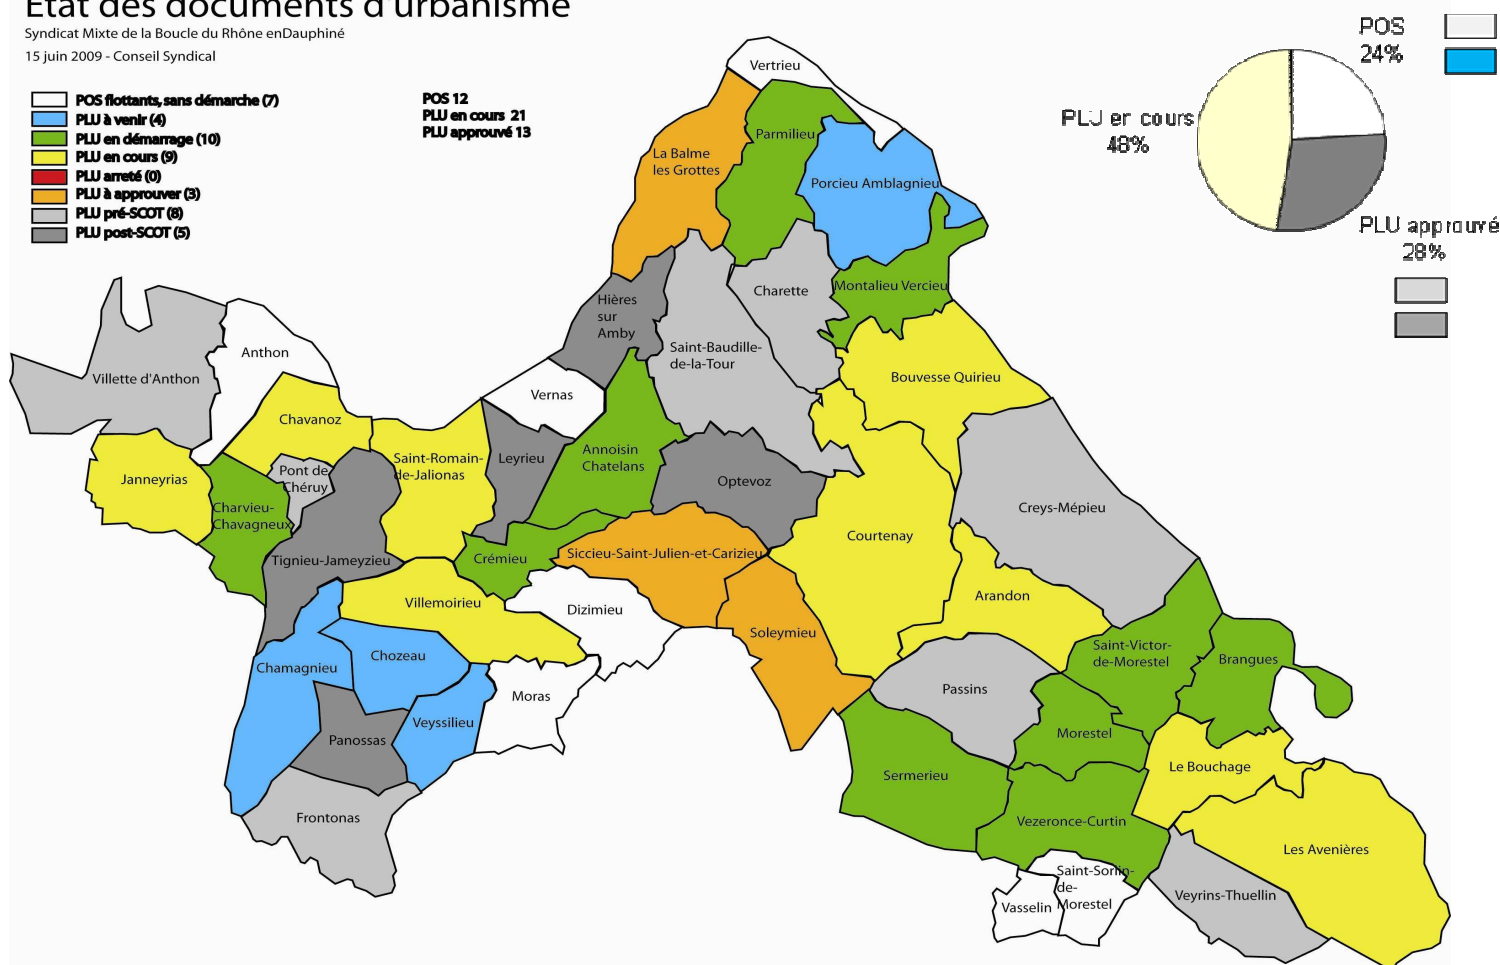 Etat des documents d'urbanisme
Syndicat Mixte de la Boucle du Rhône enDauphiné
15 juin 2009 - Conseil Syndical
POS flottants, sans démarche (7)
PLU à venir (4)
PLU en démarrage (10)
PLU en cours (9)
PLU arreté (0)
PLU à approuver (3)
PLU pré-SCOT (8)
PLU post-SCOT (5)
POS 12
PLU en cours 21
PLU approuvé 13
POS
24%
PLU en cours
48%
PLU approuvé
28%
Vertrieu
Parmilieu
La Balme
les Grottes
Porcieu Amblagnieu
Charette
Montalieu Vercieu
Hières
sur
Amby
Saint-Baudille-
de-la-Tour
Anthon
Villette d'Anthon
Bouvesse Quirieu
Vernas
Chavanoz
Annoisin
Chatelans
Leyrieu
Saint-Romain-
de-Jalionas
Pont de
Chéruy
Janneyrias
Optevoz
Charvieu-
Chavagneux
Creys-Mépieu
Courtenay
Tignieu-Jameyzieu
Crémieu
Siccieu-Saint-Julien-et-Carizieu
Villemoirieu
Dizimieu
Arandon
Soleymieu
Saint-Victor-
de-Morestel
Brangues
Chamagnieu
Chozeau
Moras
Passins
Veyssilieu
Panossas
Morestel
Le Bouchage
Sermerieu
Frontonas
Vezeronce-Curtin
Les Avenières
Saint-Sorlin-
de-
Morestel
Vasselin
Veyrins-Thuellin